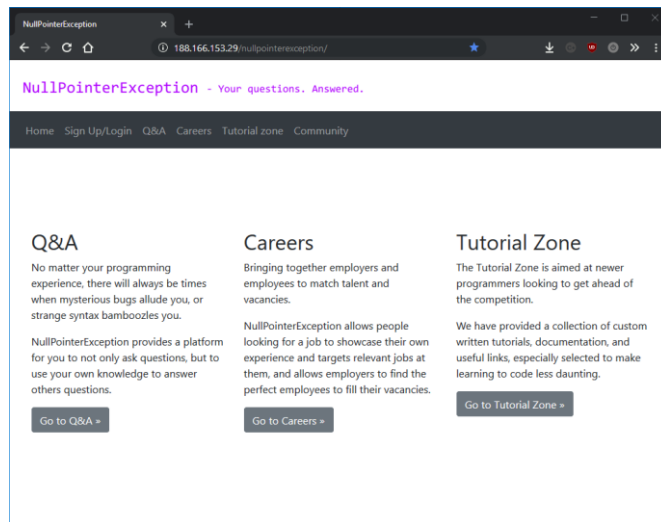 NullPointerException
188.166.153.29/nullpointerexception/
NullPointerException - Your questions. Answered.
Home Sign Up/Login Q&A Careers Tutorial zone Community
Q&A
No matter your programming
experience, there will always be times
when mysterious bugs allude you, or
strange syntax bamboozles you.
NullPointerException provides a platform
for you to not only ask questions, but to
use your own knowledge to answer
others questions.
Go to Q&A »
Careers
Bringing together employers and
employees to match talent and
vacancies.
NullPointerException allows people
looking for a job to showcase their own
experience and targets relevant jobs at
them, and allows employers to find the
perfect employees to fill their vacancies.
Go to Careers »
Tutorial Zone
The Tutorial Zone is aimed at newer
programmers looking to get ahead of
the competition.
We have provided a collection of custom
written tutorials, documentation, and
useful links, especially selected to make
learning to code less daunting.
Go to Tutorial Zone »